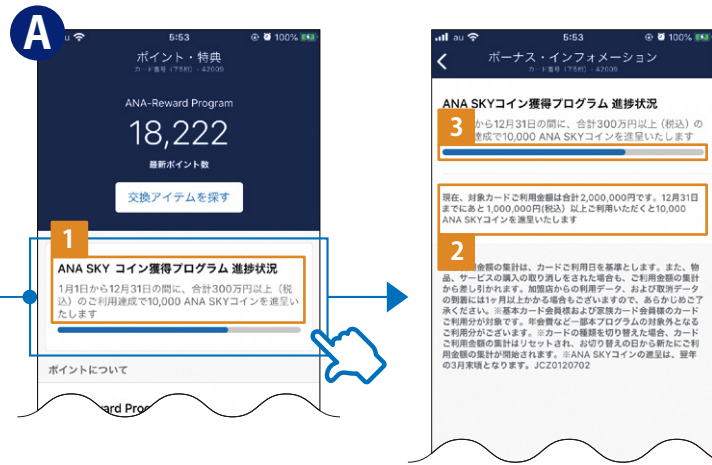 A
au
5:53
100%
ポイント・特典
カード番号（下5桁）- 42009
ANA-Reward Program
18,222
最新ポイント数
交換アイテムを探す
1
ANA SKY コイン獲得プログラム 進捗状況
1月1日から12月31日の間に、合計300万円以上（税
込）のご利用達成で10,000 ANA SKYコインを進呈い
たします
ポイントについて
ard Pro
au
5:53
100%
ボーナス・インフォメーション
カード番号（下5桁）- 42009
ANA SKYコイン獲得プログラム 進捗状況
から12月31日の間に、合計300万円以上（税込）の
達成で10,000 ANA SKYコインを進呈いたします
3
現在、対象カードご利用金額は合計2,000,000円です。12月31日
までにあと1,000,000円(税込）以上ご利用いただくと10,000
ANA SKYコインを進呈いたします
2
金額の集計は、カードご利用日を基準とします。また、物
品、サービスの購入の取り消しをされた場合も、ご利用金額の集計
から差し引かれます。加盟店からの利用データ、および取消データ
の到着には1ヶ月以上かかる場合もございますので、あらかじめご了
承ください。※基本カード会員様および家族カード会員様のカード
ご利用分が対象です。年会費など一部本プログラムの対象外となる
ご利用分がございます。※カードの種類を切り替えた場合、カード
ご利用金額の集計はリセットされ、お切り替えの日から新たにご利
用金額の集計が開始されます。※ANA SKYコインの進呈は、翌年
の3月末頃となります。JCZ0120702